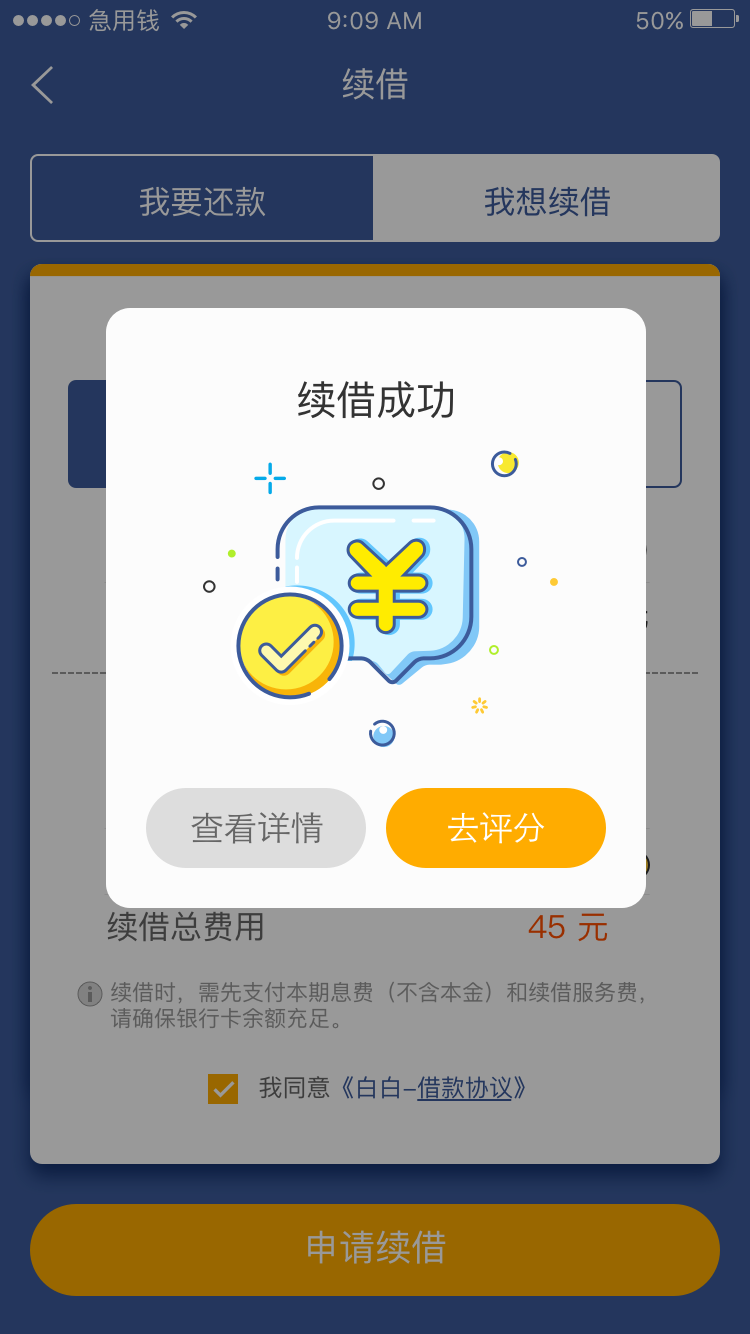 急用钱 9:09 AM 50%
续借
我要还款 我想续借
续借成功
¥
查看详情 去评分
续借总费用 45 元
续借时，需先支付本期息费（不含本金）和续借服务费，
请确保银行卡余额充足。
我同意《白白–借款协议》
申请续借